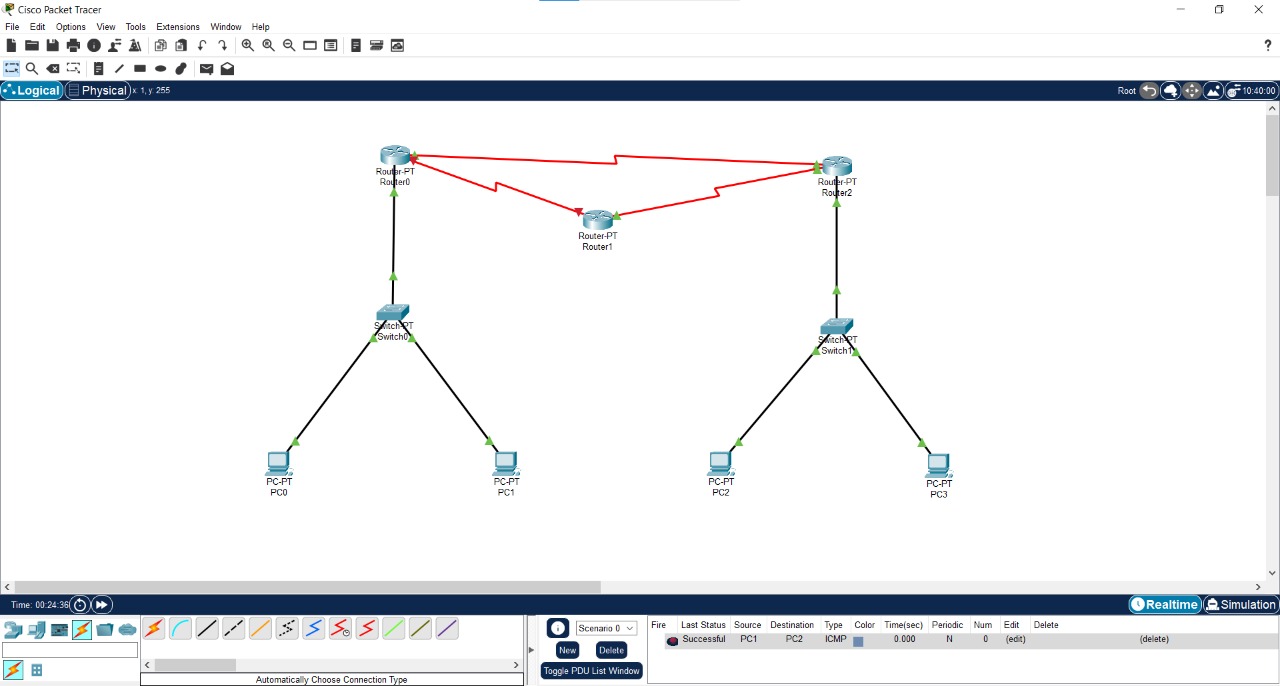 Cisco Packet Tracer
File Edit Options View Tools Extensions Window Help
?
Logical Physical x: 1, y: 255 Root 10:40:00
Router-PT
Router0
Router-PT
Router2
Router-PT
Router1
Switch-PT
Switch0
Switch-PT
Switch1
PC-PT
PC0
PC-PT
PC1
PC-PT
PC2
PC-PT
PC3
Time: 00:24:36 Realtime Simulation
Scenario 0
New Delete
Toggle PDU List Window
Fire Last Status Source Destination Type Color Time(sec) Periodic Num Edit Delete
Successful PC1 PC2 ICMP 0.000 N 0 (edit) (delete)
Automatically Choose Connection Type